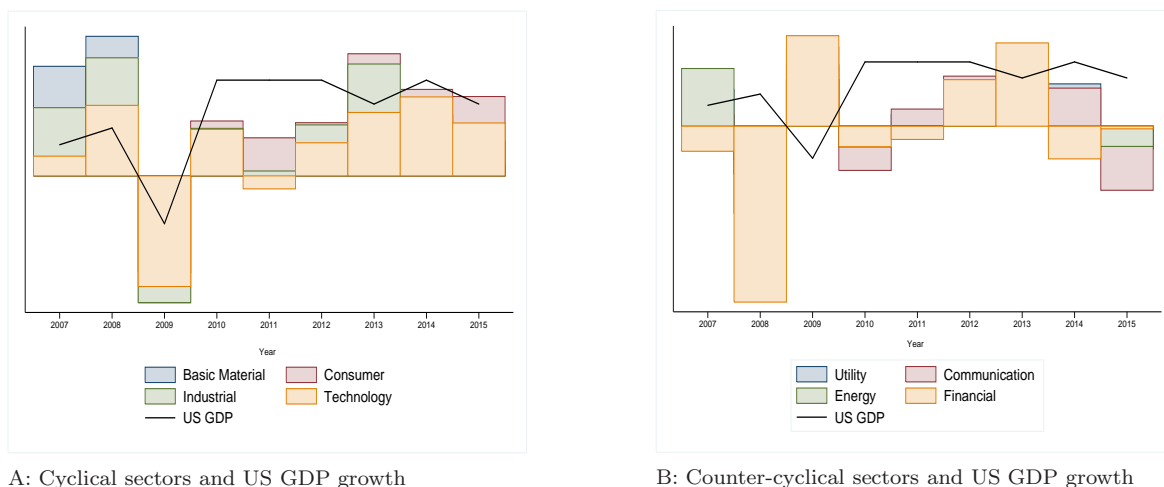 2007 2008 2009 2010 2011 2012 2013 2014 2015
Year
Basic Material Consumer
Industrial Technology
US GDP
A: Cyclical sectors and US GDP growth
2007 2008 2009 2010 2011 2012 2013 2014 2015
Year
Utility Communication
Energy Financial
US GDP
B: Counter-cyclical sectors and US GDP growth